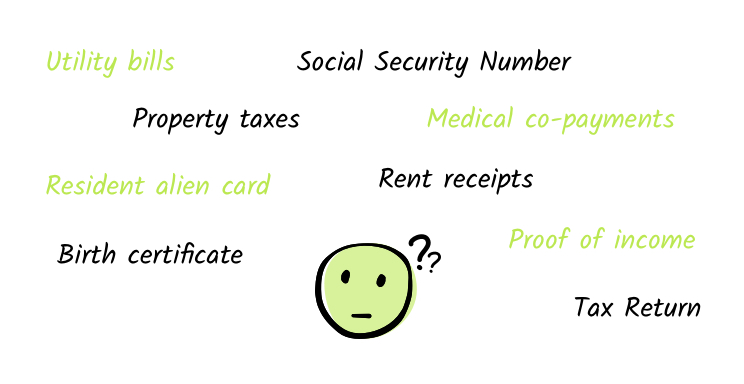 Utility bills
Social Security Number
Property taxes
Medical co-payments
Resident alien card
Rent receipts
Birth certificate
??
Proof of income
Tax Return